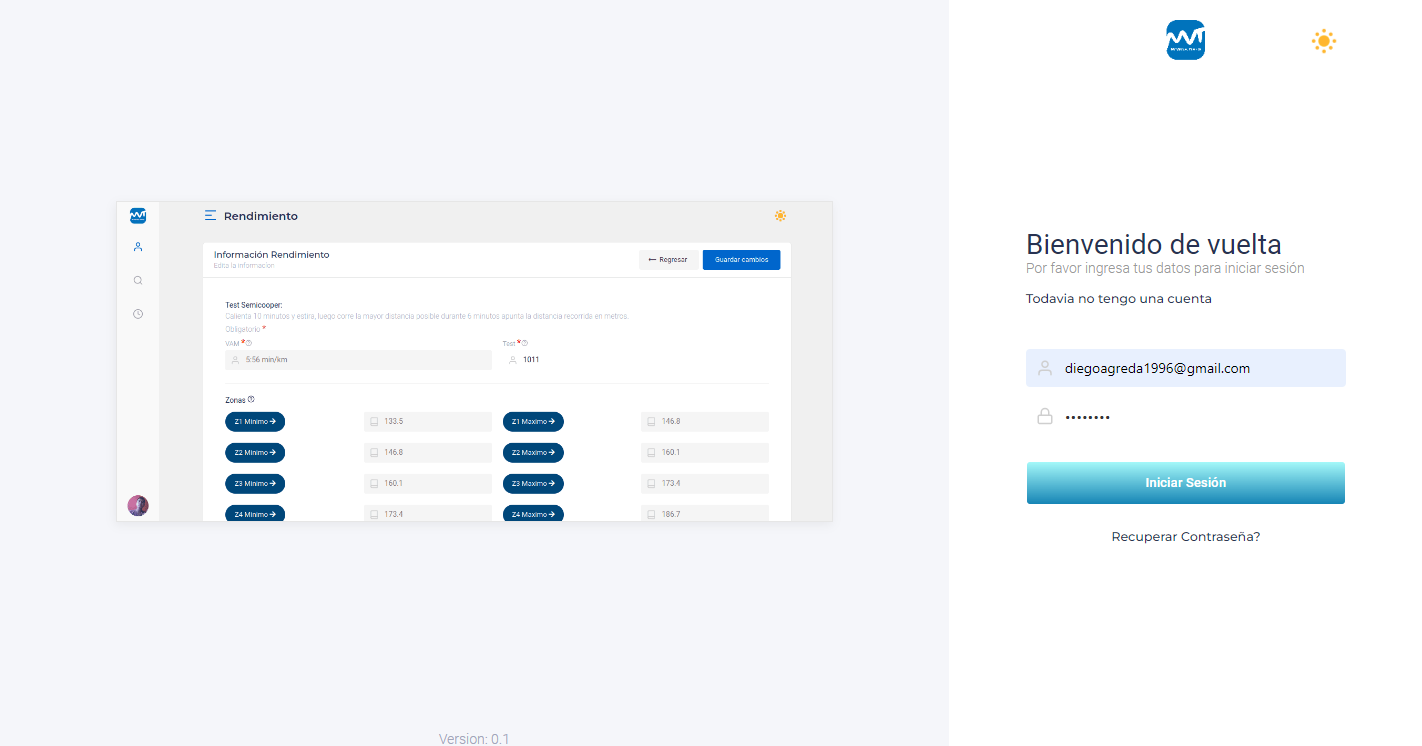 Rendimiento
Información Rendimiento
Edita la informacion
← Regresar
Guardar cambios
Test Semicooper:
Calienta 10 minutos y estira, luego corre la mayor distancia posible durante 6 minutos apunta la distancia recorrida en metros.
Obligatorio *
VAM *
Test *
5:56 min/km
1011
Zonas
Z1 Minimo →
133.5
Z1 Maximo →
146.8
Z2 Minimo →
146.8
Z2 Maximo →
160.1
Z3 Minimo →
160.1
Z3 Maximo →
173.4
Z4 Minimo →
173.4
Z4 Maximo →
186.7
Version: 0.1
Bienvenido de vuelta
Por favor ingresa tus datos para iniciar sesión
Todavia no tengo una cuenta
diegoagreda1996@gmail.com
••••••••
Iniciar Sesión
Recuperar Contraseña?